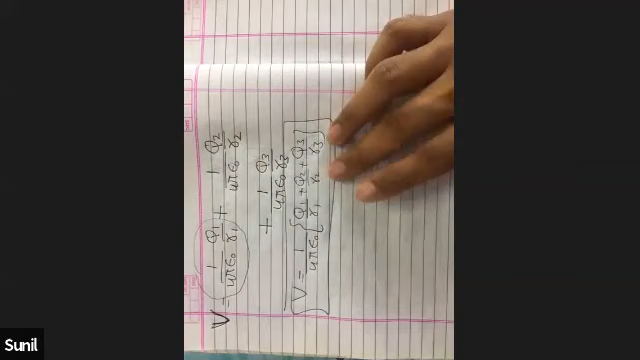 V = 1/4πϵ₀ Q₁/r₁ + 1/4πϵ₀ Q₂/r₂
+ 1/4πϵ₀ Q₃/r₃
V = 1/4πϵ₀ { Q₁/r₁ + Q₂/r₂ + Q₃/r₃ }
Sunil